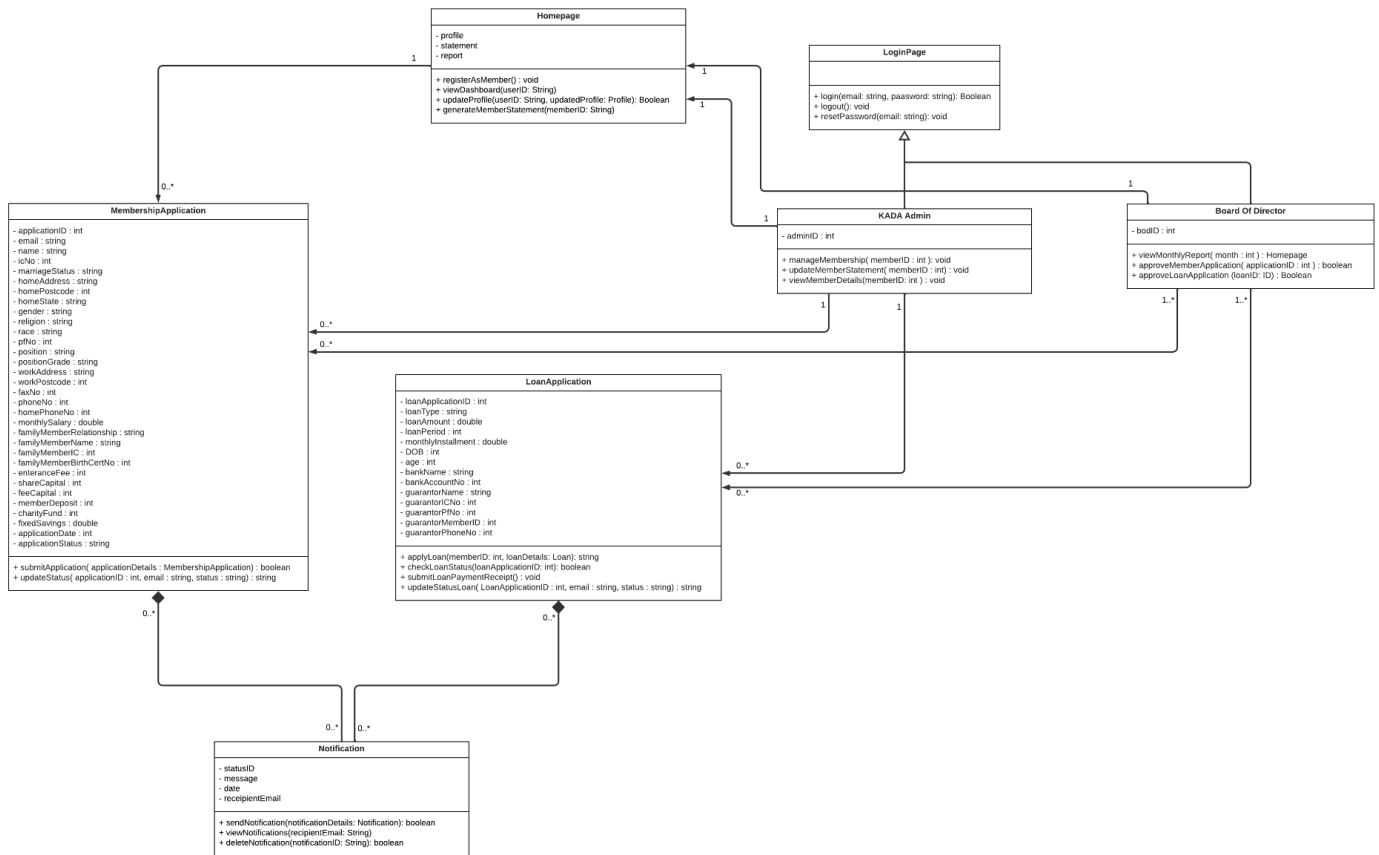 Homepage
- profile
- statement
- report
+ registerAsMember() : void
+ viewDashboard(userID: String)
+ updateProfile(userID: String, updatedProfile: Profile): Boolean
+ generateMemberStatement(memberID: String)
LoginPage
+ login(email: string, paasword: string): Boolean
+ logout(): void
+ resetPassword(email: string): void
1
1
1
0..*
1
1
MembershipApplication
- applicationID : int
- email : string
- name : string
- icNo : int
- marriageStatus : string
- homeAddress : string
- homePostcode : int
- homeState : string
- gender : string
- religion : string
- race : string
- pfNo : int
- position : string
- positionGrade : string
- workAddress : string
- workPostcode : int
- faxNo : int
- phoneNo : int
- homePhoneNo : int
- monthlySalary : double
- familyMemberRelationship : string
- familyMemberName : string
- familyMemberIC : int
- familyMemberBirthCertNo : int
- enteranceFee : int
- shareCapital : int
- feeCapital : int
- memberDeposit : int
- charityFund : int
- fixedSavings : double
- applicationDate : int
- applicationStatus : string
+ submitApplication( applicationDetails : MembershipApplication) : boolean
+ updateStatus( applicationID : int, email : string, status : string) : string
KADA Admin
- adminID : int
+ manageMembership( memberID : int ): void
+ updateMemberStatement( memberID : int) : void
+ viewMemberDetails(memberID: int ) : void
Board Of Director
- bodID : int
+ viewMonthlyReport( month : int ) : Homepage
+ approveMemberApplication( applicationID : int ) : boolean
+ approveLoanApplication (loanID: ID) : Boolean
1
1
1..*
1..*
0..*
0..*
LoanApplication
- loanApplicationID : int
- loanType : string
- loanAmount : double
- loanPeriod : int
- monthlyInstallment : double
- DOB : int
- age : int
- bankName : string
- bankAccountNo : int
- guarantorName : string
- guarantorICNo : int
- guarantorPfNo : int
- guarantorMemberID : int
- guarantorPhoneNo : int
+ applyLoan(memberID: int, loanDetails: Loan): string
+ checkLoanStatus(loanApplicationID: int): boolean
+ submitLoanPaymentReceipt() : void
+ updateStatusLoan( LoanApplicationID : int, email : string, status : string) : string
0..*
0..*
0..*
0..*
0..*
0..*
Notification
- statusID
- message
- date
- receipientEmail
+ sendNotification(notificationDetails: Notification): boolean
+ viewNotifications(recipientEmail: String)
+ deleteNotification(notificationID: String): boolean